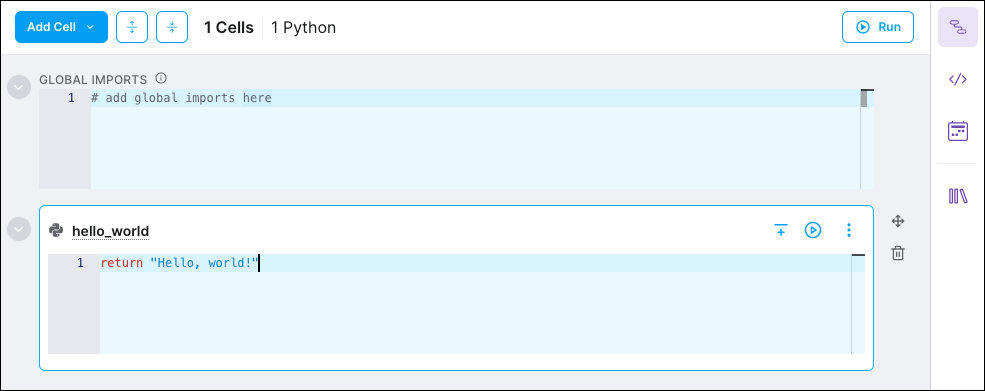 Add Cell 1 Cells 1 Python Run
GLOBAL IMPORTS
1 # add global imports here
hello_world
1 return "Hello, world!"